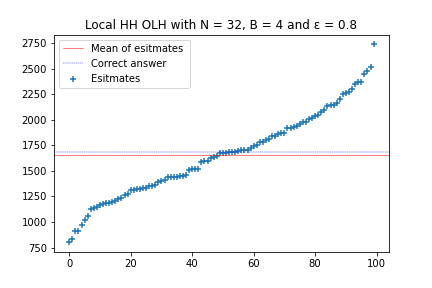 Local HH OLH with N = 32, B = 4 and ε = 0.8
Mean of esitmates
Correct answer
Esitmates
2750
2500
2250
2000
1750
1500
1250
1000
750
0 20 40 60 80 100